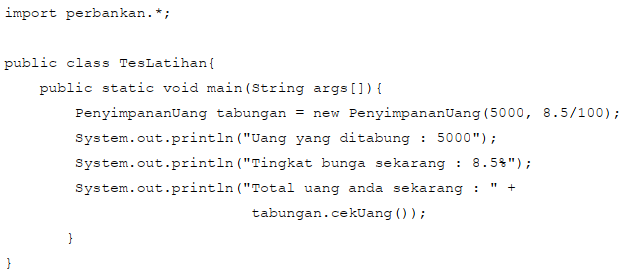 import perbankan.*;

public class TesLatihan{
    public static void main(String args[]){
        PenyimpananUang tabungan = new PenyimpananUang(5000, 8.5/100);
        System.out.println("Uang yang ditabung : 5000");
        System.out.println("Tingkat bunga sekarang : 8.5%");
        System.out.println("Total uang anda sekarang : " +
                            tabungan.cekUang());
       }
}